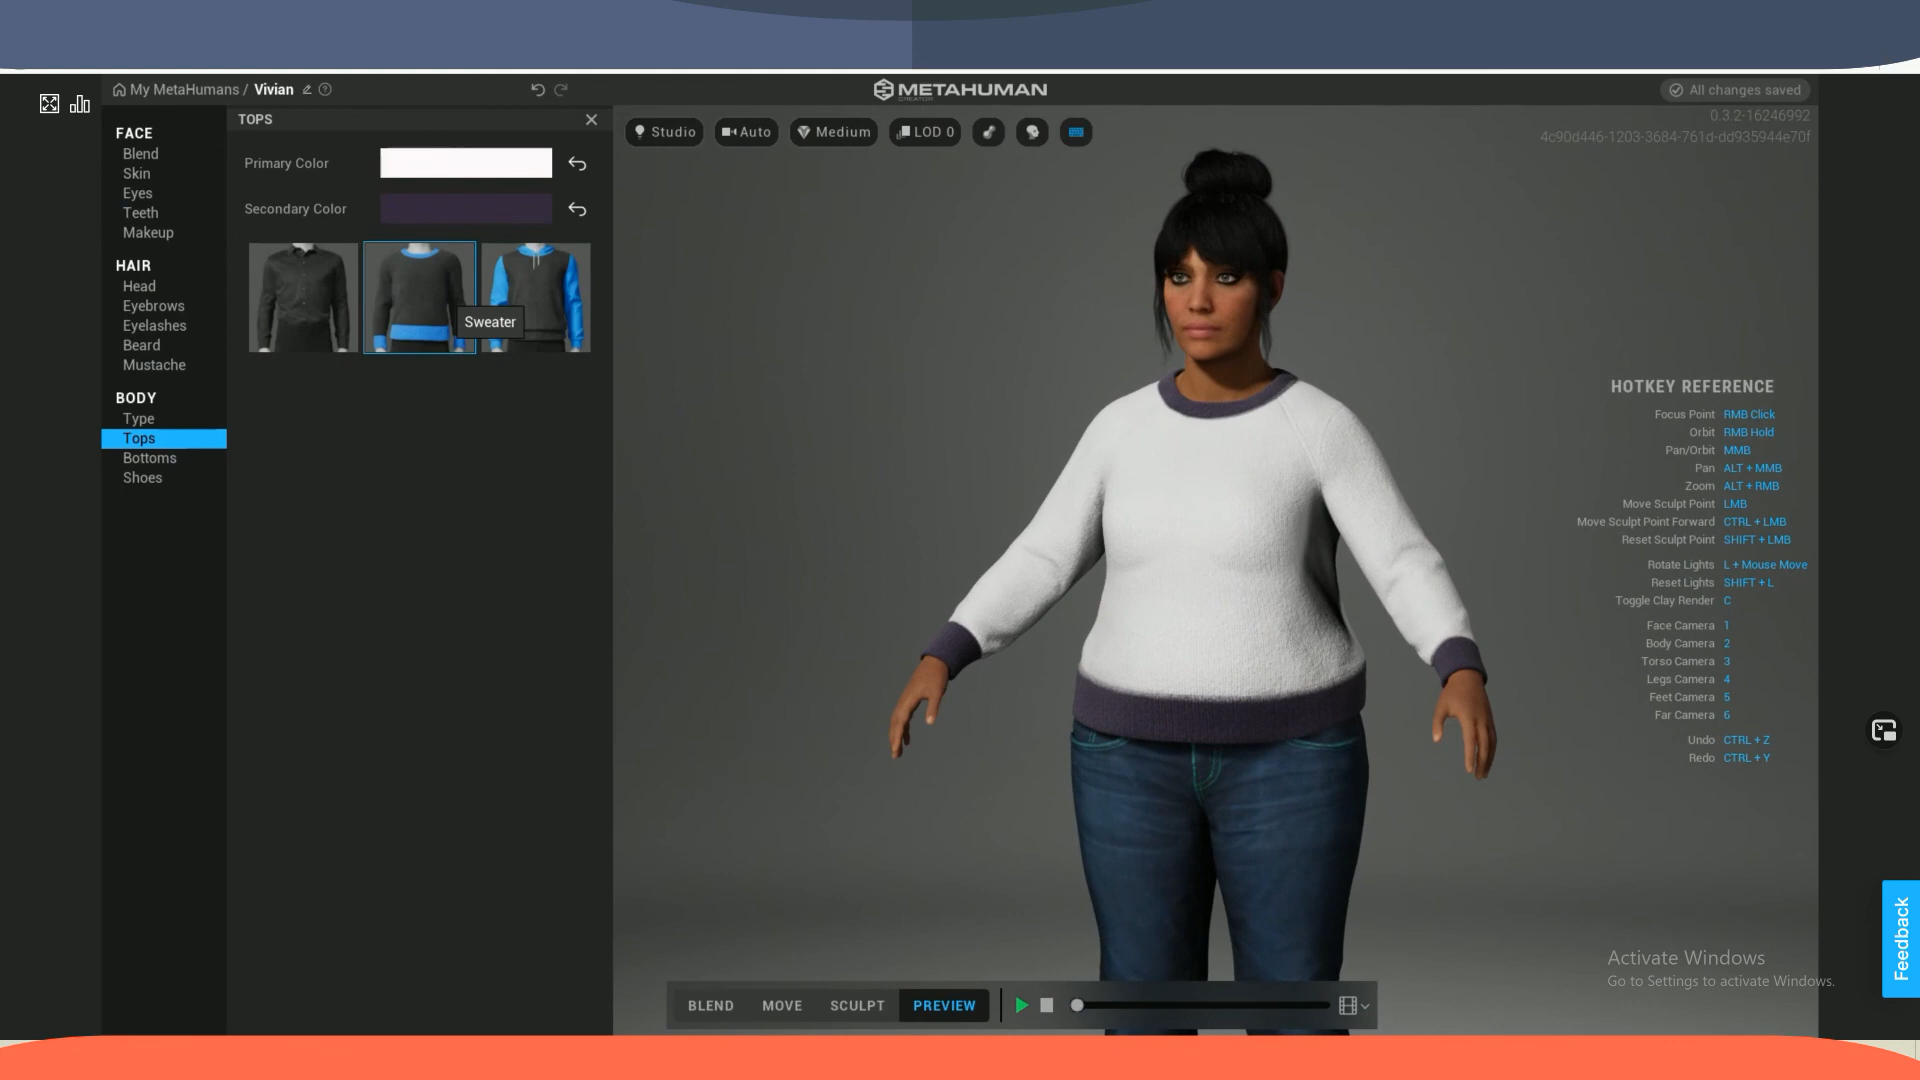 My MetaHumans / Vivian
METAHUMAN
CREATOR
All changes saved
0.3.2-16246992
4c90d446-1203-3684-761d-dd935944e70f
FACE
Blend
Skin
Eyes
Teeth
Makeup
HAIR
Head
Eyebrows
Eyelashes
Beard
Mustache
BODY
Type
Tops
Bottoms
Shoes
TOPS
Primary Color
Secondary Color
Sweater
Studio
Auto
Medium
LOD 0
HOTKEY REFERENCE
Focus Point RMB Click
Orbit RMB Hold
Pan/Orbit MMB
Pan ALT + MMB
Zoom ALT + RMB
Move Sculpt Point LMB
Move Sculpt Point Forward CTRL + LMB
Reset Sculpt Point SHIFT + LMB
Rotate Lights L + Mouse Move
Reset Lights SHIFT + L
Toggle Clay Render C
Face Camera 1
Body Camera 2
Torso Camera 3
Legs Camera 4
Feet Camera 5
Far Camera 6
Undo CTRL + Z
Redo CTRL + Y
Feedback
Activate Windows
Go to Settings to activate Windows.
BLEND
MOVE
SCULPT
PREVIEW